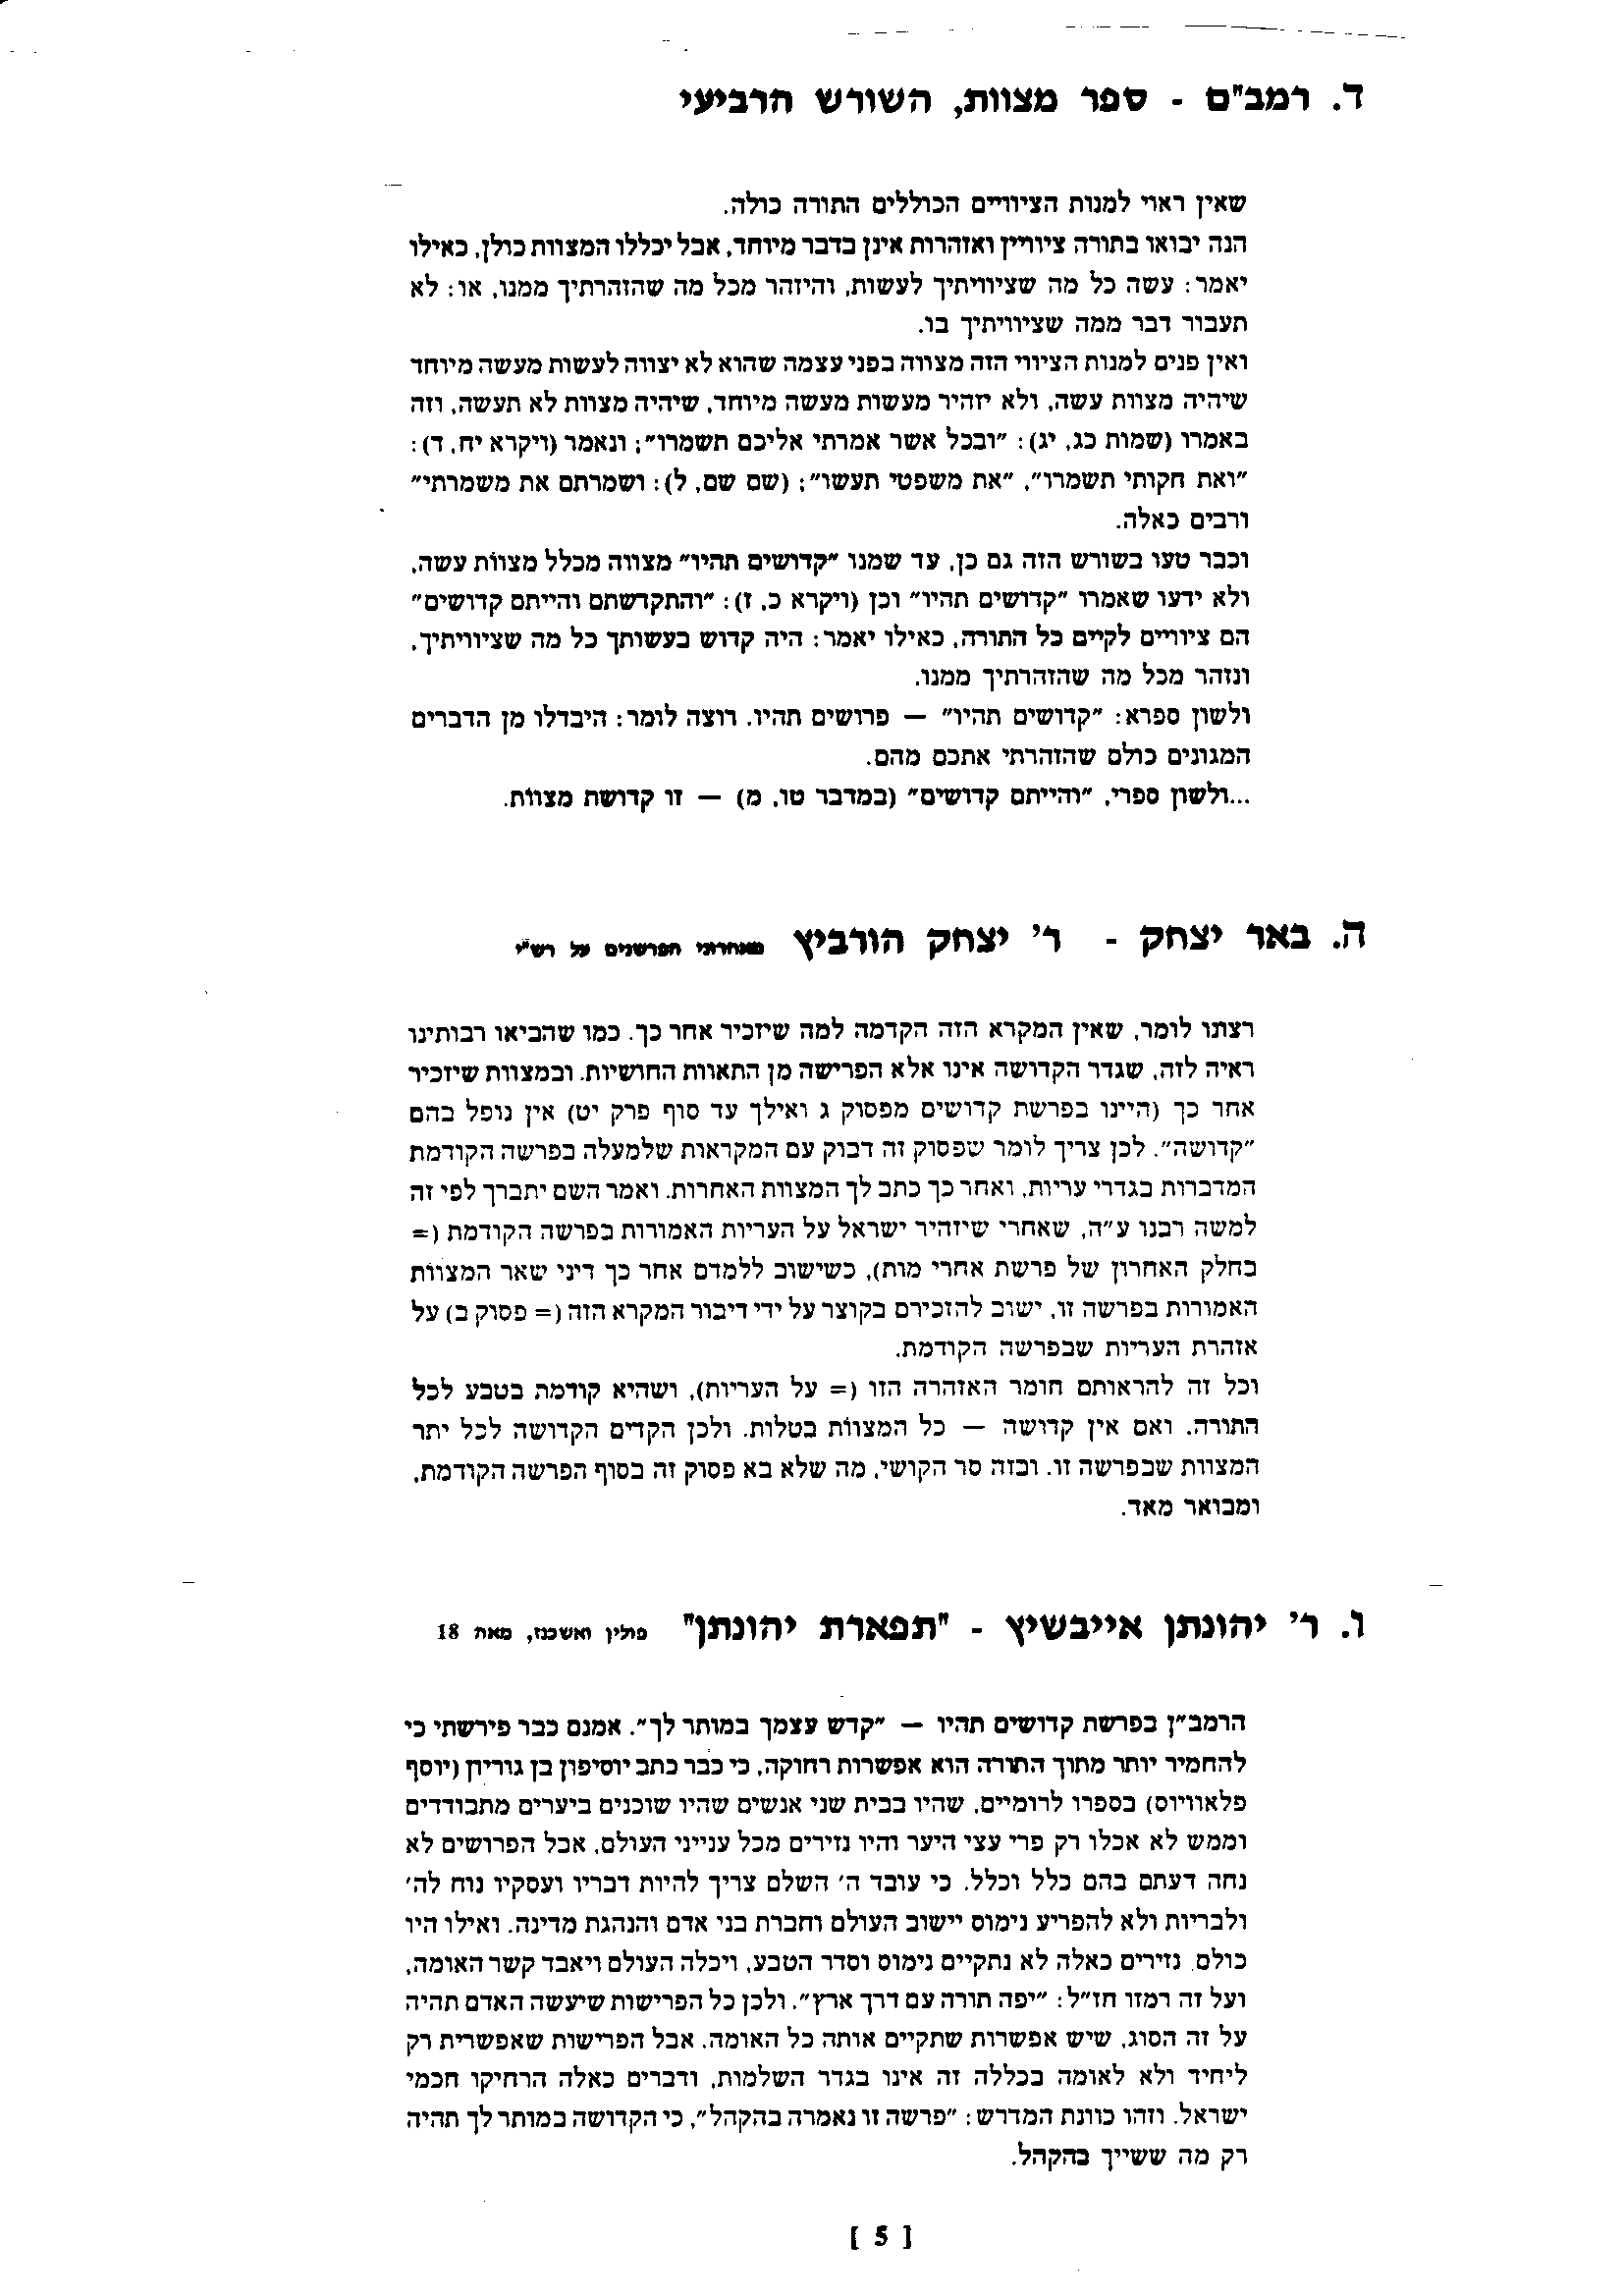 ד. רמב"ם - ספר מצוות, השורש הרביעי
שאין ראוי למנות הציוויים הכוללים התורה כולה.
הנה יבואו בתורה ציוויין ואזהרות אינן בדבר מיוחד, אבל יכללו המצוות כולן, כאילו
יאמר: עשה כל מה שציוויתיך לעשות, והיזהר מכל מה שהזהרתיך ממנו, או: לא
תעבור דבר ממה שציוויתיך בו.
ואין פנים למנות הציווי הזה מצווה בפני עצמה שהוא לא יצווה לעשות מעשה מיוחד
שיהיה מצוות עשה, ולא יזהיר מעשות מעשה מיוחד, שיהיה מצוות לא תעשה, וזה
באמרו (שמות כג, יג): "ובכל אשר אמרתי אליכם תשמרו"; ונאמר (ויקרא יח, ד):
"ואת חקותי תשמרו", "את משפטי תעשו"; (שם שם, ל): ושמרתם את משמרתי"
ורבים כאלה.
וכבר טעו בשורש הזה גם כן, עד שמנו "קדושים תהיו" מצווה מכלל מצוות עשה,
ולא ידעו שאמרו "קדושים תהיו" וכן (ויקרא כ, ז): "והתקדשתם והייתם קדושים"
הם ציוויים לקיים כל התורה, כאילו יאמר: היה קדוש בעשותך כל מה שציוויתיך,
ונזהר מכל מה שהזהרתיך ממנו.
ולשון ספרא: "קדושים תהיו" — פרושים תהיו. רוצה לומר: היבדלו מן הדברים
המגונים כולם שהזהרתי אתכם מהם.
...ולשון ספרי, "והייתם קדושים" (במדבר טו, מ) — זו קדושת מצוות.
ה. באר יצחק - ר' יצחק הורביץ מאחרוני הפרשנים על רש"י
רצונו לומר, שאין המקרא הזה הקדמה למה שיזכיר אחר כך. כמו שהביאו רבותינו
ראיה לזה, שגדר הקדושה אינו אלא הפרישה מן התאוות החושיות. ובמצוות שיזכיר
אחר כך (היינו בפרשת קדושים מפסוק ג ואילך עד סוף פרק יט) אין נופל בהם
"קדושה". לכן צריך לומר שפסוק זה דבוק עם המקראות שלמעלה בפרשה הקודמת
המדברות בגדרי עריות, ואחר כך כתב לך המצוות האחרות. ואמר השם יתברך לפי זה
למשה רבנו ע"ה, שאחרי שיזהיר ישראל על העריות האמורות בפרשה הקודמת (=
בחלק האחרון של פרשת אחרי מות), כשישוב ללמדם אחר כך דיני שאר המצוות
האמורות בפרשה זו, ישוב להזכירם בקוצר על ידי דיבור המקרא הזה (= פסוק ב) על
אזהרת העריות שבפרשה הקודמת.
וכל זה להראותם חומר האזהרה הזו (= על העריות), ושהיא קודמת בטבע לכל
התורה. ואם אין קדושה — כל המצוות בטלות. ולכן הקדים הקדושה לכל יתר
המצוות שבפרשה זו. ובזה סר הקושי, מה שלא בא פסוק זה בסוף הפרשה הקודמת,
ומבואר מאד.
ו. ר' יהונתן אייבשיץ - "תפארת יהונתן" פולין ואשכנז, מאה 18
הרמב"ן בפרשת קדושים תהיו — "קדש עצמך במותר לך". אמנם כבר פירשתי כי
להחמיר יותר מתוך התורה הוא אפשרות רחוקה, כי כבר כתב יוסיפון בן גוריון (יוסף
פלאוויוס) בספרו לרומיים, שהיו בבית שני אנשים שהיו שוכנים ביערים מתבודדים
וממש לא אכלו רק פרי עצי היער והיו נזירים מכל ענייני העולם, אבל הפרושים לא
נחה דעתם בהם כלל וכלל. כי עובד ה' השלם צריך להיות דבריו ועסקיו נוח לה'
ולבריות ולא להפריע נימוס יישוב העולם וחברת בני אדם והנהגת מדינה. ואילו היו
כולם נזירים כאלה לא נתקיים נימוס וסדר הטבע, ויכלה העולם ויאבד קשר האומה,
ועל זה רמזו חז"ל: "יפה תורה עם דרך ארץ". ולכן כל הפרישות שיעשה האדם תהיה
על זה הסוג, שיש אפשרות שתקיים אותה כל האומה. אבל הפרישות שאפשרית רק
ליחיד ולא לאומה בכללה זה אינו בגדר השלמות, ודברים כאלה הרחיקו חכמי
ישראל. וזהו כוונת המדרש: "פרשה זו נאמרה בהקהל", כי הקדושה במותר לך תהיה
רק מה ששייך בהקהל.
[ 5 ]